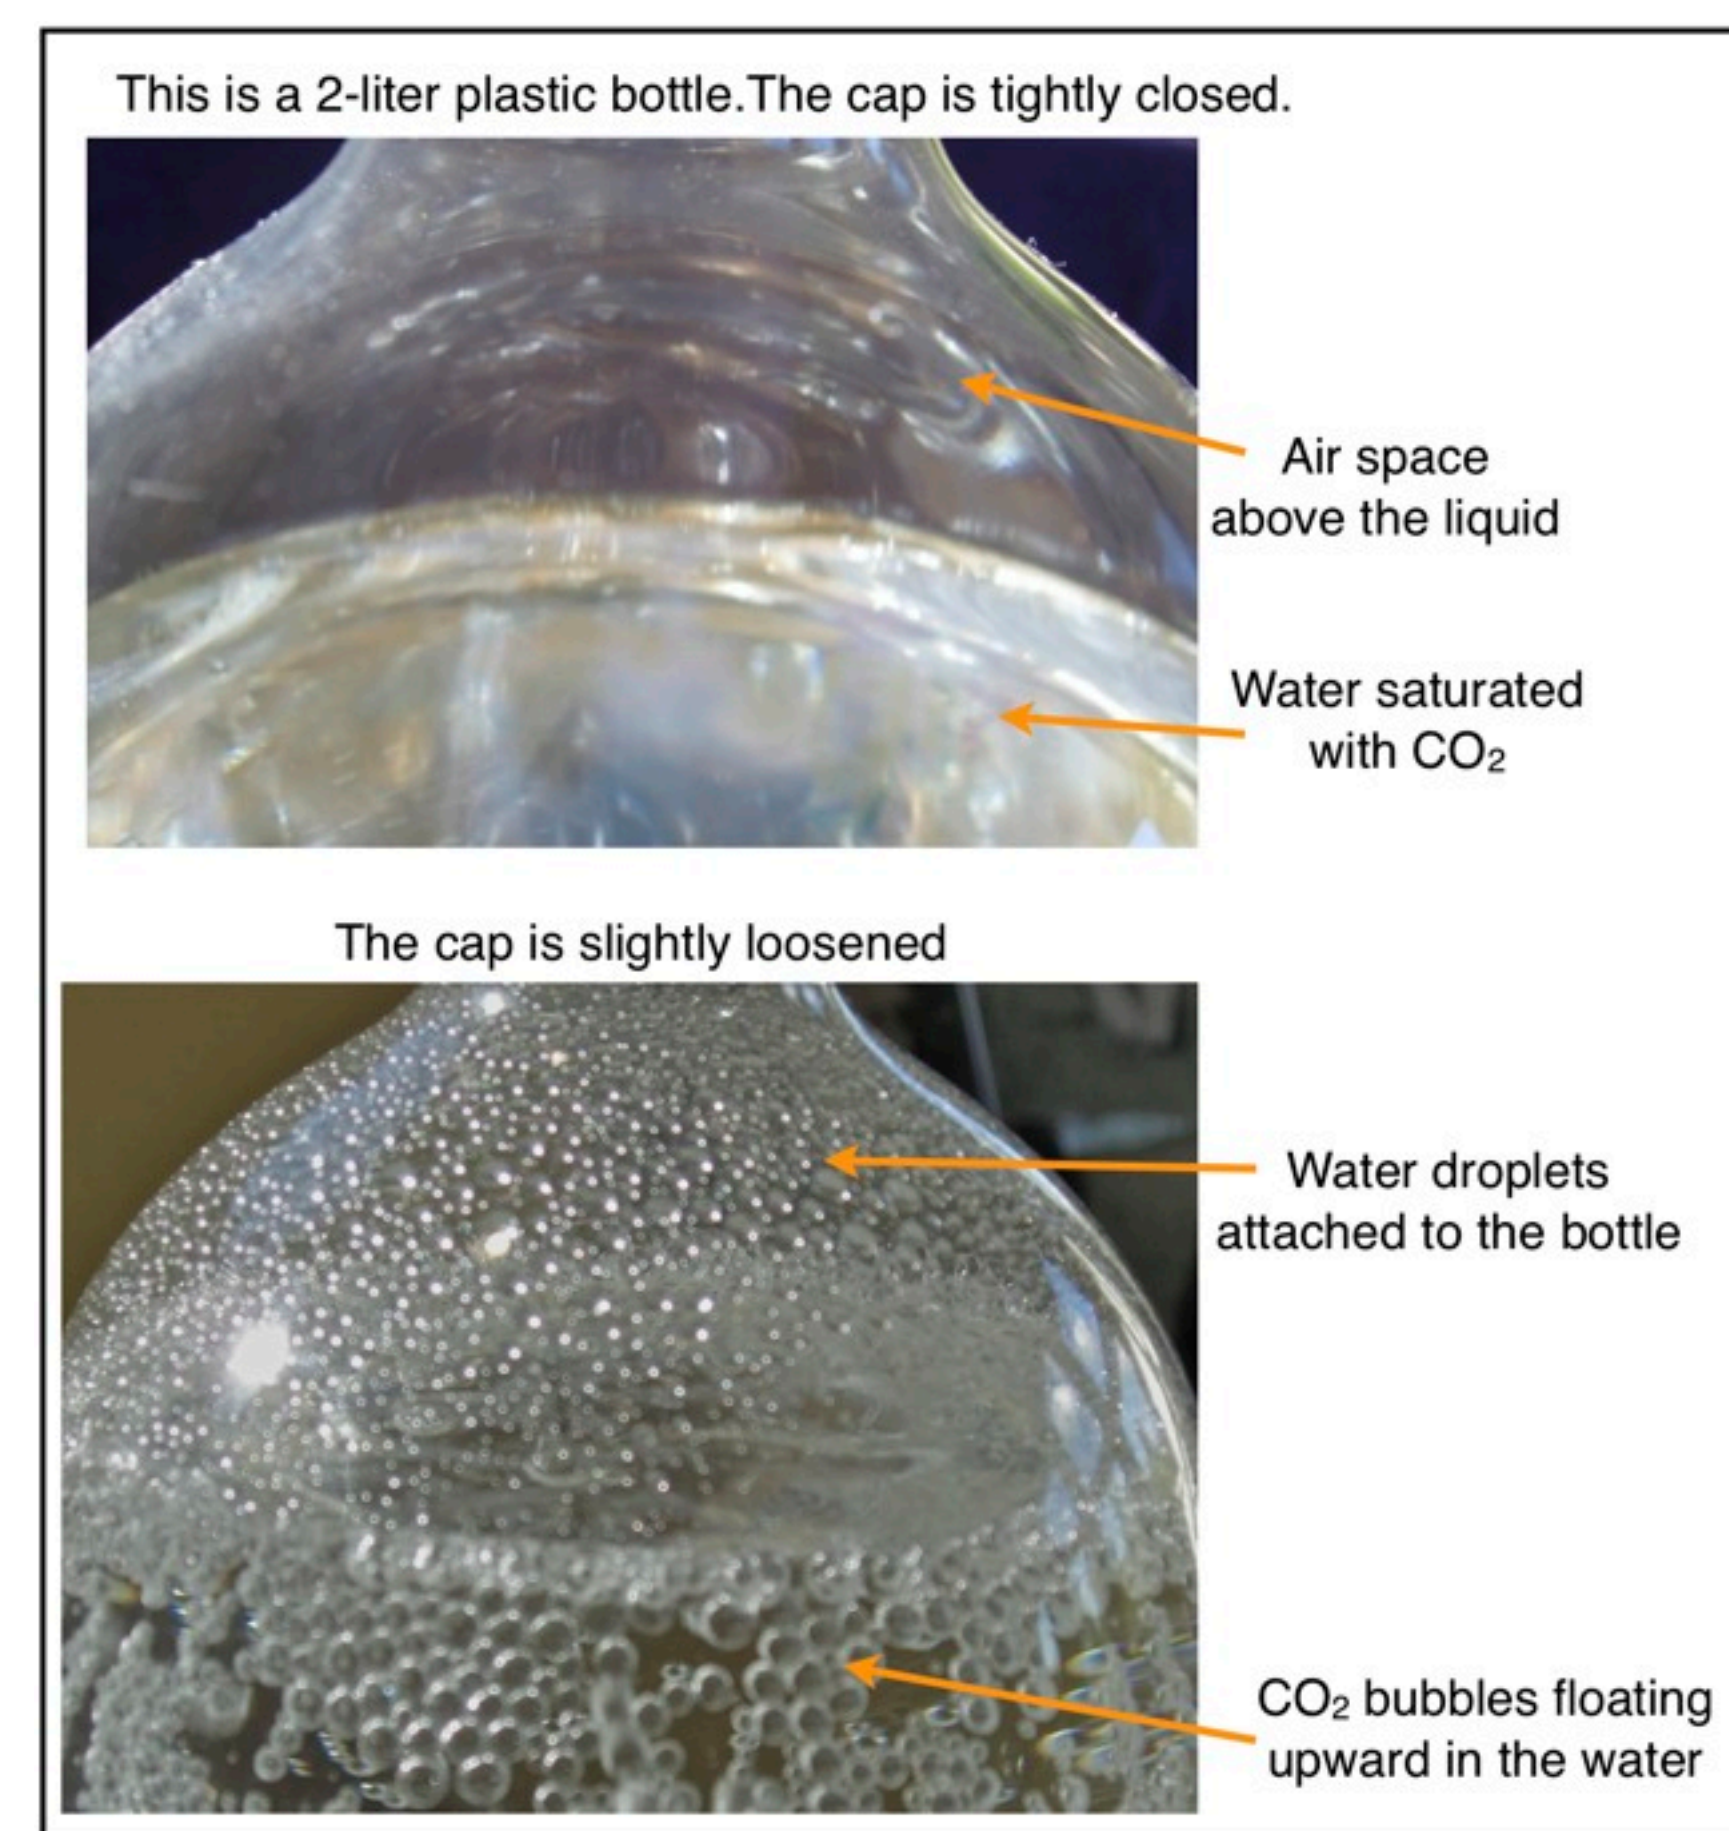 This is a 2-liter plastic bottle.The cap is tightly closed.
Air space
above the liquid
Water saturated
with CO₂
The cap is slightly loosened
Water droplets
attached to the bottle
CO₂ bubbles floating
upward in the water